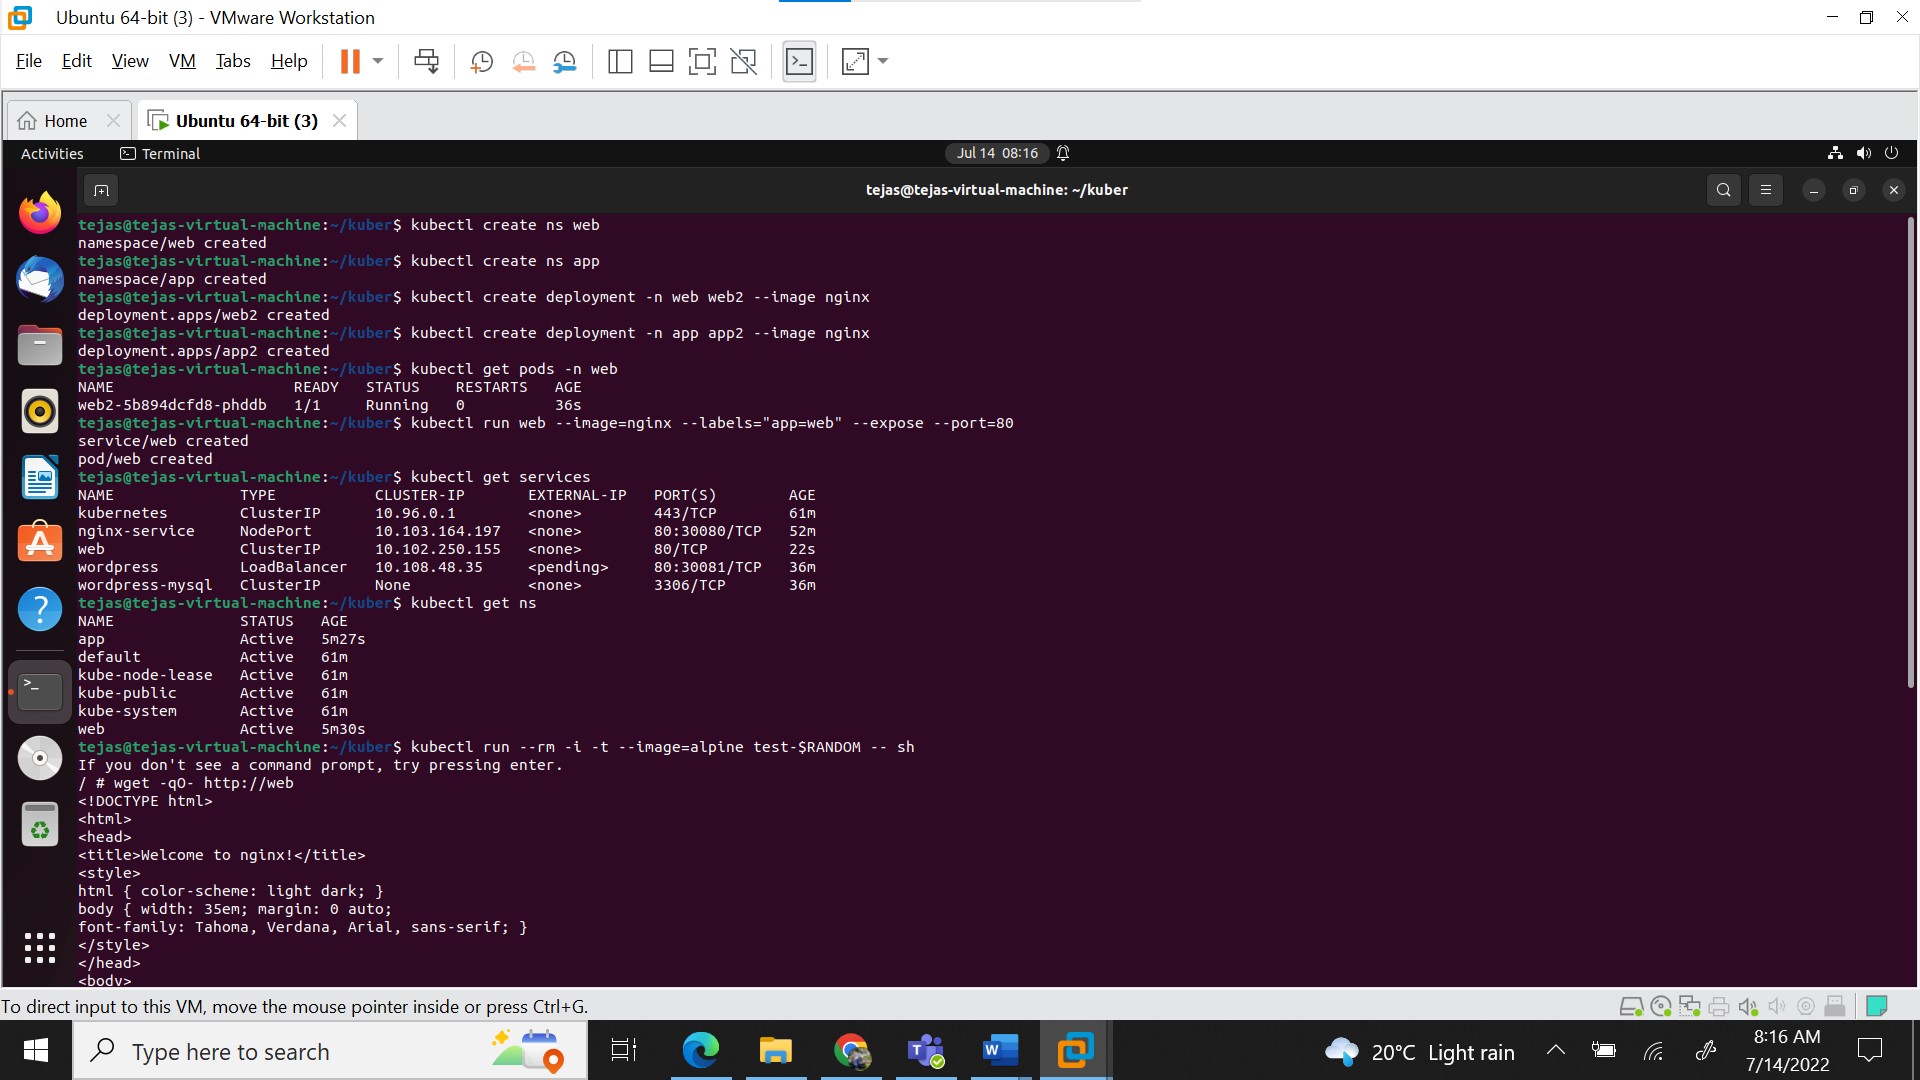 Ubuntu 64-bit (3) - VMware Workstation
File Edit View VM Tabs Help
Home Ubuntu 64-bit (3)
Activities Terminal Jul 14 08:16
tejas@tejas-virtual-machine: ~/kuber
tejas@tejas-virtual-machine:~/kuber$ kubectl create ns web
namespace/web created
tejas@tejas-virtual-machine:~/kuber$ kubectl create ns app
namespace/app created
tejas@tejas-virtual-machine:~/kuber$ kubectl create deployment -n web web2 --image nginx
deployment.apps/web2 created
tejas@tejas-virtual-machine:~/kuber$ kubectl create deployment -n app app2 --image nginx
deployment.apps/app2 created
tejas@tejas-virtual-machine:~/kuber$ kubectl get pods -n web
NAME READY STATUS RESTARTS AGE
web2-5b894dcfd8-phddb 1/1 Running 0 36s
tejas@tejas-virtual-machine:~/kuber$ kubectl run web --image=nginx --labels="app=web" --expose --port=80
service/web created
pod/web created
tejas@tejas-virtual-machine:~/kuber$ kubectl get services
NAME TYPE CLUSTER-IP EXTERNAL-IP PORT(S) AGE
kubernetes ClusterIP 10.96.0.1 <none> 443/TCP 61m
nginx-service NodePort 10.103.164.197 <none> 80:30080/TCP 52m
web ClusterIP 10.102.250.155 <none> 80/TCP 22s
wordpress LoadBalancer 10.108.48.35 <pending> 80:30081/TCP 36m
wordpress-mysql ClusterIP None <none> 3306/TCP 36m
tejas@tejas-virtual-machine:~/kuber$ kubectl get ns
NAME STATUS AGE
app Active 5m27s
default Active 61m
kube-node-lease Active 61m
kube-public Active 61m
kube-system Active 61m
web Active 5m30s
tejas@tejas-virtual-machine:~/kuber$ kubectl run --rm -i -t --image=alpine test-$RANDOM -- sh
If you don't see a command prompt, try pressing enter.
/ # wget -qO- http://web
<!DOCTYPE html>
<html>
<head>
<title>Welcome to nginx!</title>
<style>
html { color-scheme: light dark; }
body { width: 35em; margin: 0 auto;
font-family: Tahoma, Verdana, Arial, sans-serif; }
</style>
</head>
<body>
To direct input to this VM, move the mouse pointer inside or press Ctrl+G.
Type here to search
20°C Light rain
8:16 AM
7/14/2022